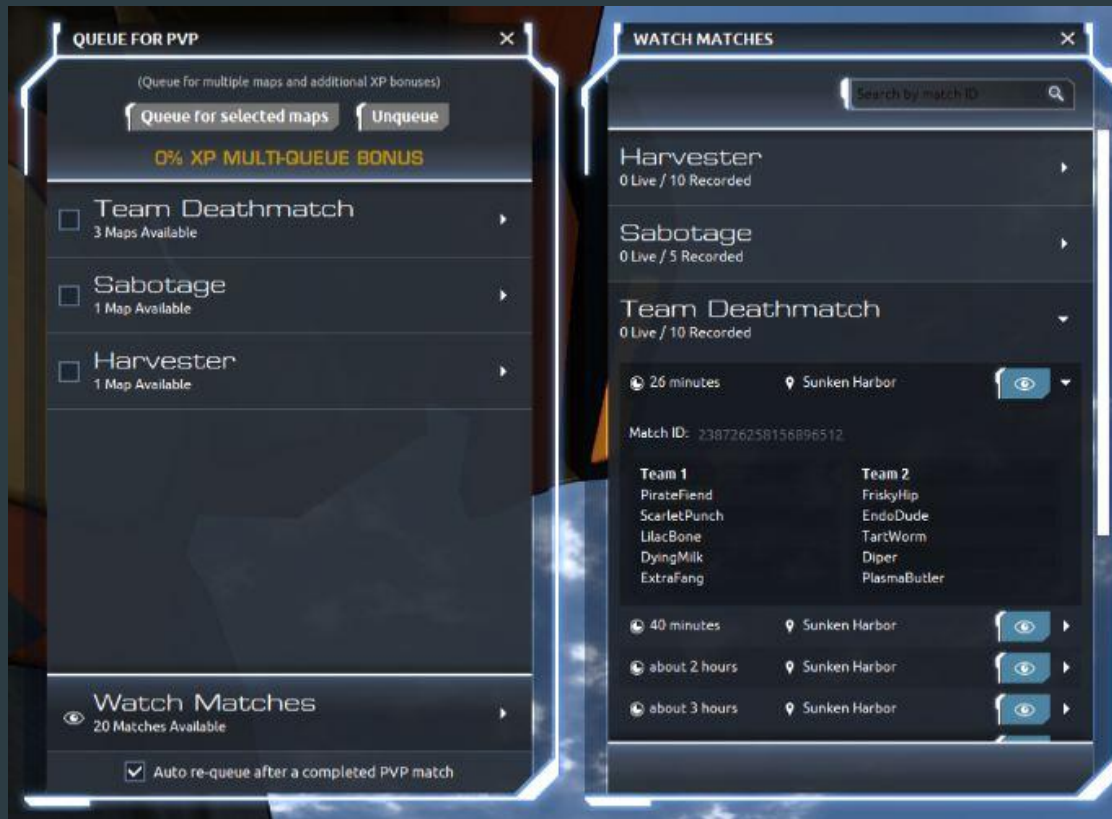 QUEUE FOR PVP
(Queue for multiple maps and additional XP bonuses)
Queue for selected maps Unqueue
0% XP MULTI-QUEUE BONUS
Team Deathmatch
3 Maps Available
Sabotage
1 Map Available
Harvester
1 Map Available
Watch Matches
20 Matches Available
Auto re-queue after a completed PVP match
WATCH MATCHES
Search by match ID
Harvester
0 Live / 10 Recorded
Sabotage
0 Live / 5 Recorded
Team Deathmatch
0 Live / 10 Recorded
26 minutes Sunken Harbor
Match ID: 238726258156896512
Team 1 Team 2
PirateFiend FriskyHip
ScarletPunch EndoDude
LilacBone TartWorm
DyingMilk Diper
ExtraFang PlasmaButler
40 minutes Sunken Harbor
about 2 hours Sunken Harbor
about 3 hours Sunken Harbor